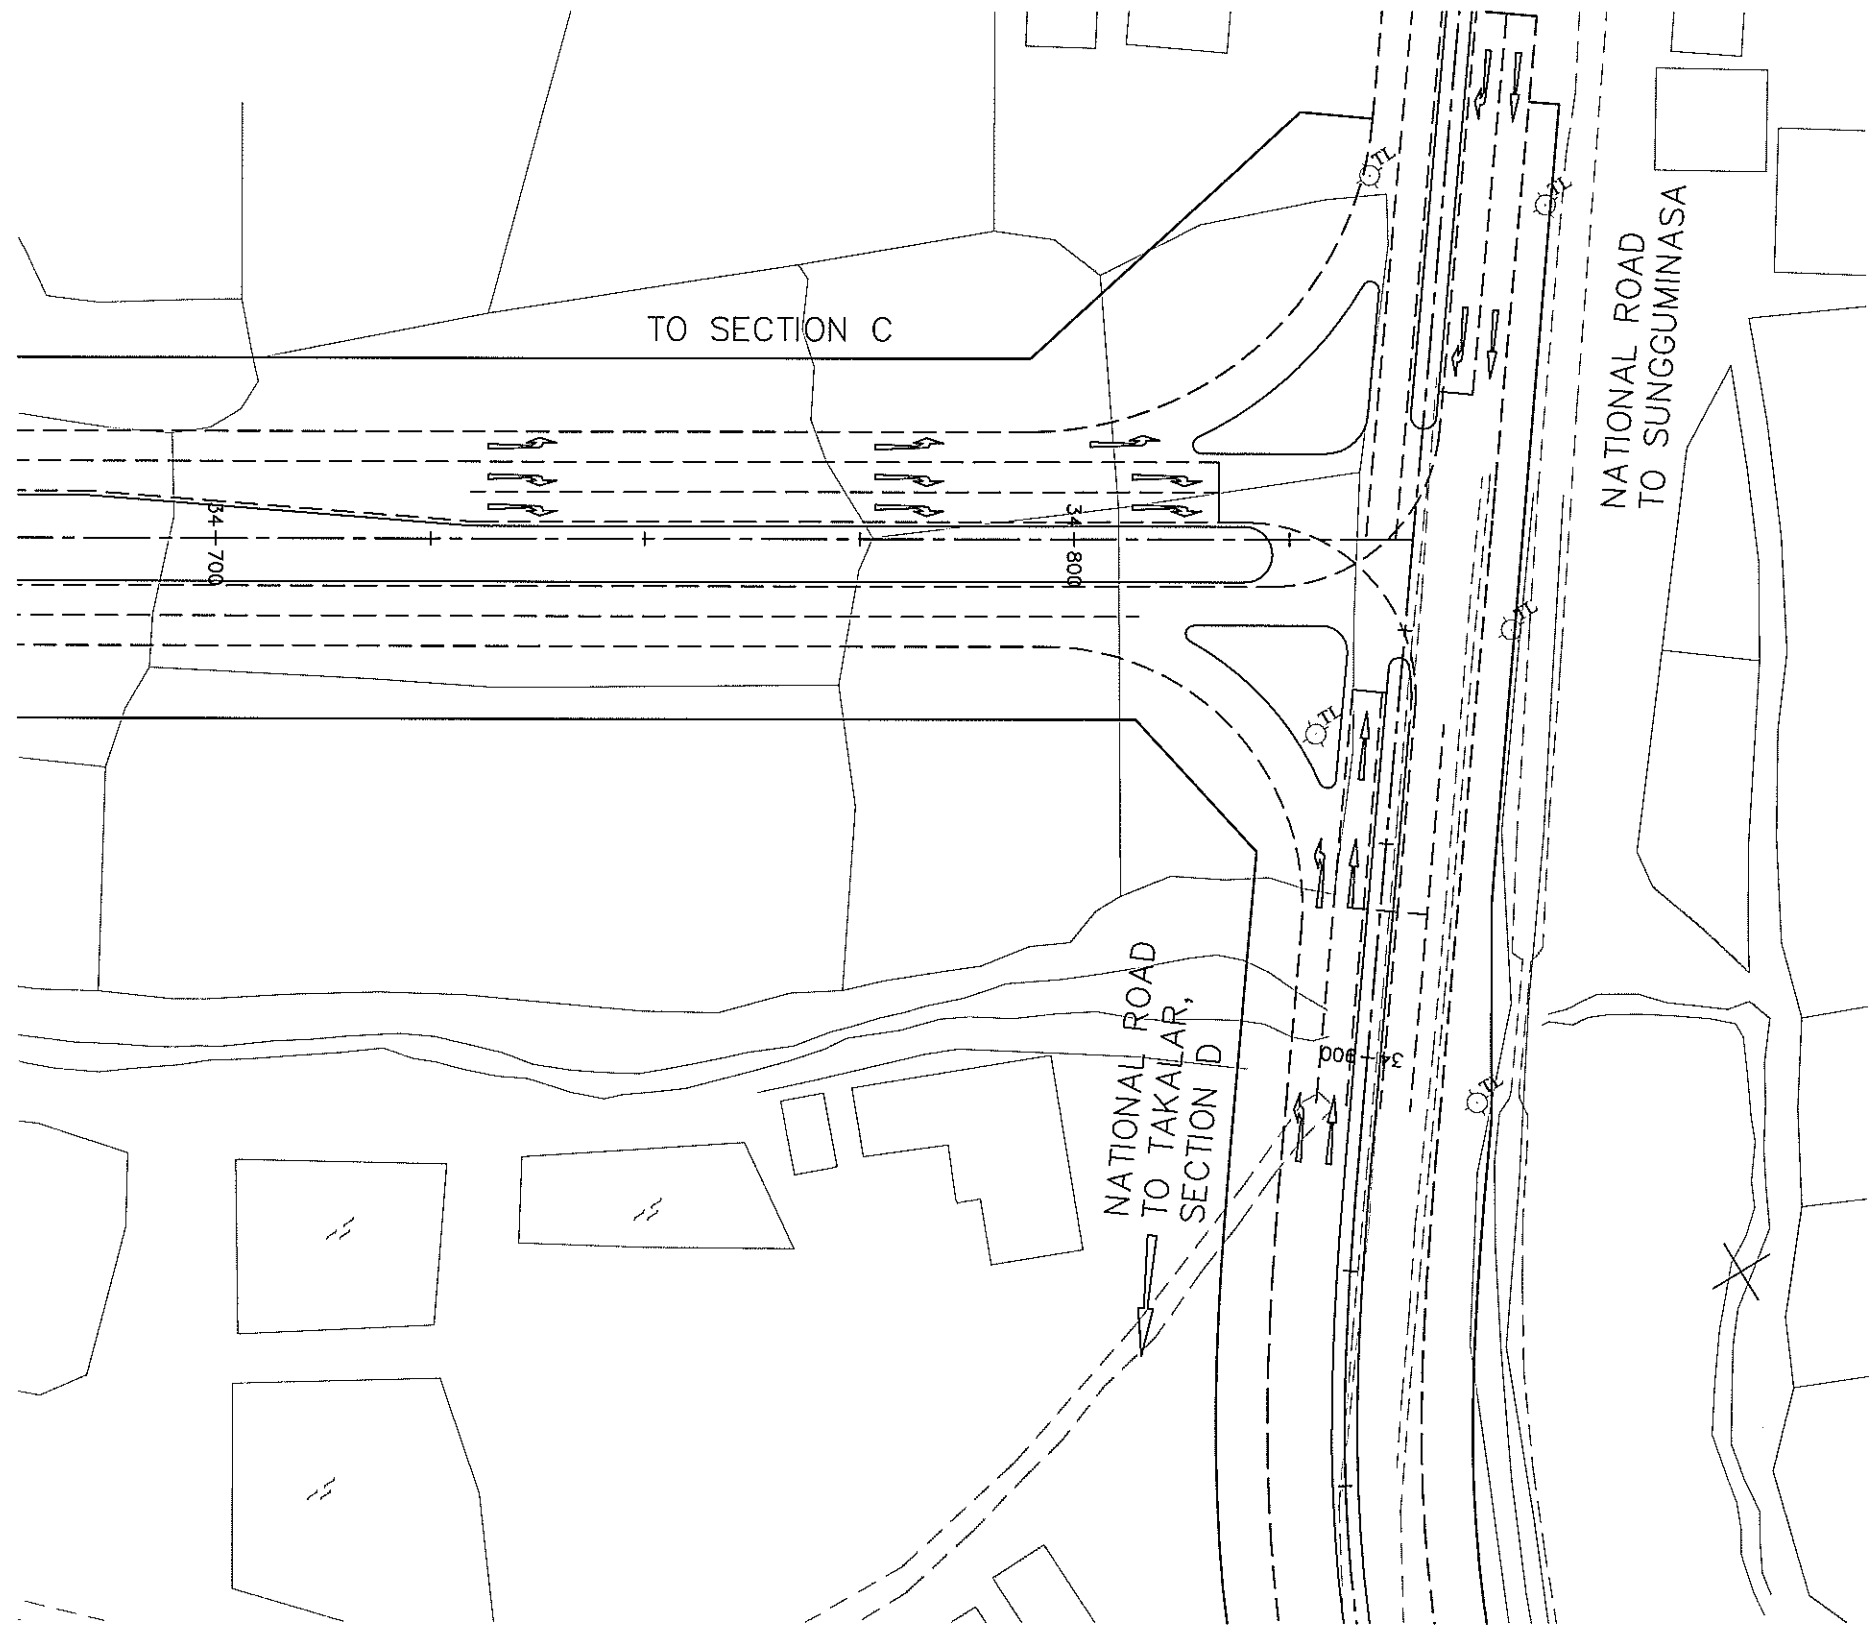 TO SECTION C
NATIONAL ROAD
TO SUNGGUMINASA
NATIONAL ROAD
TO TAKALAR,
SECTION D
34+700
34+800
34+900
TL
TL
TL
TL
TL